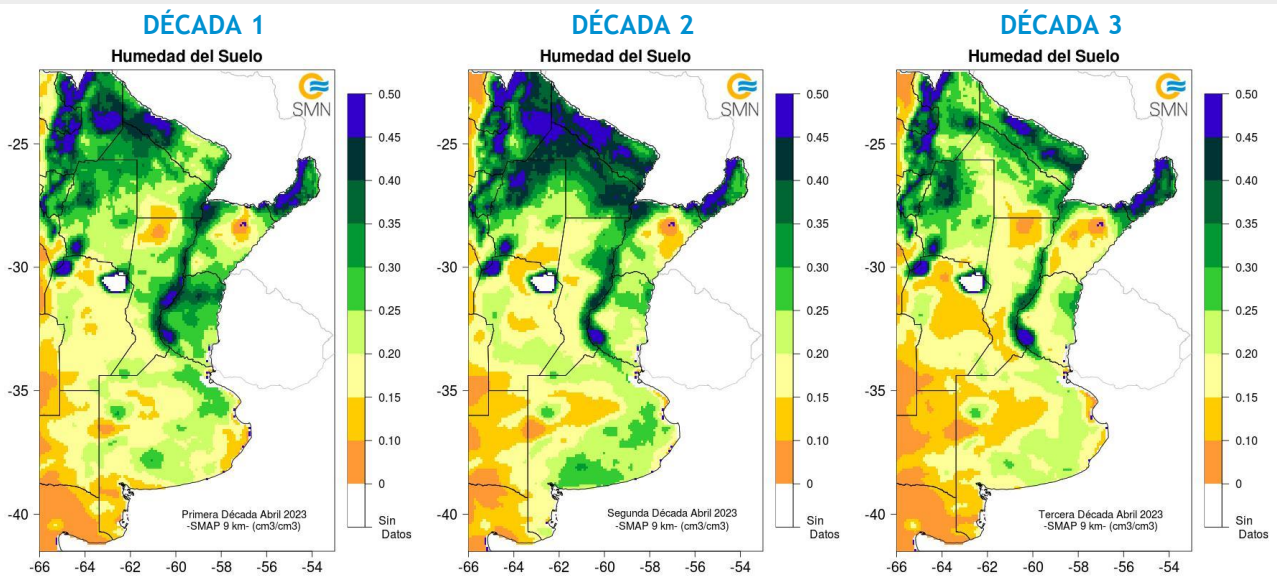 DÉCADA 1
Humedad del Suelo
SMN
0.50
0.45
0.40
0.35
0.30
0.25
0.20
0.15
0.10
0
Sin
Datos
-25
-30
-35
-40
Primera Década Abril 2023
-SMAP 9 km- (cm3/cm3)
-66 -64 -62 -60 -58 -56 -54
DÉCADA 2
Humedad del Suelo
SMN
0.50
0.45
0.40
0.35
0.30
0.25
0.20
0.15
0.10
0
Sin
Datos
-25
-30
-35
-40
Segunda Década Abril 2023
-SMAP 9 km- (cm3/cm3)
-66 -64 -62 -60 -58 -56 -54
DÉCADA 3
Humedad del Suelo
SMN
0.50
0.45
0.40
0.35
0.30
0.25
0.20
0.15
0.10
0
Sin
Datos
-25
-30
-35
-40
Tercera Década Abril 2023
-SMAP 9 km- (cm3/cm3)
-66 -64 -62 -60 -58 -56 -54